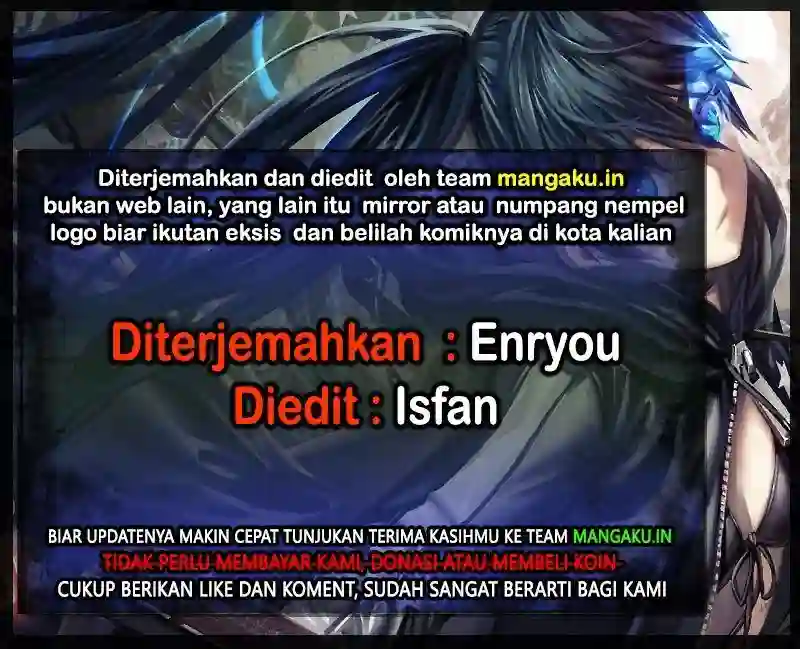 Diterjemahkan dan diedit oleh team mangaku.in
bukan web lain, yang lain itu mirror atau numpang nempel
logo biar ikutan eksis dan belilah komiknya di kota kalian
Diterjemahkan : Enryou
Diedit : Isfan
BIAR UPDATENYA MAKIN CEPAT TUNJUKAN TERIMA KASIHMU KE TEAM MANGAKU.IN
TIDAK PERLU MEMBAYAR KAMI, DONASI ATAU MEMBELI KOIN
CUKUP BERIKAN LIKE DAN KOMENT, SUDAH SANGAT BERARTI BAGI KAMI